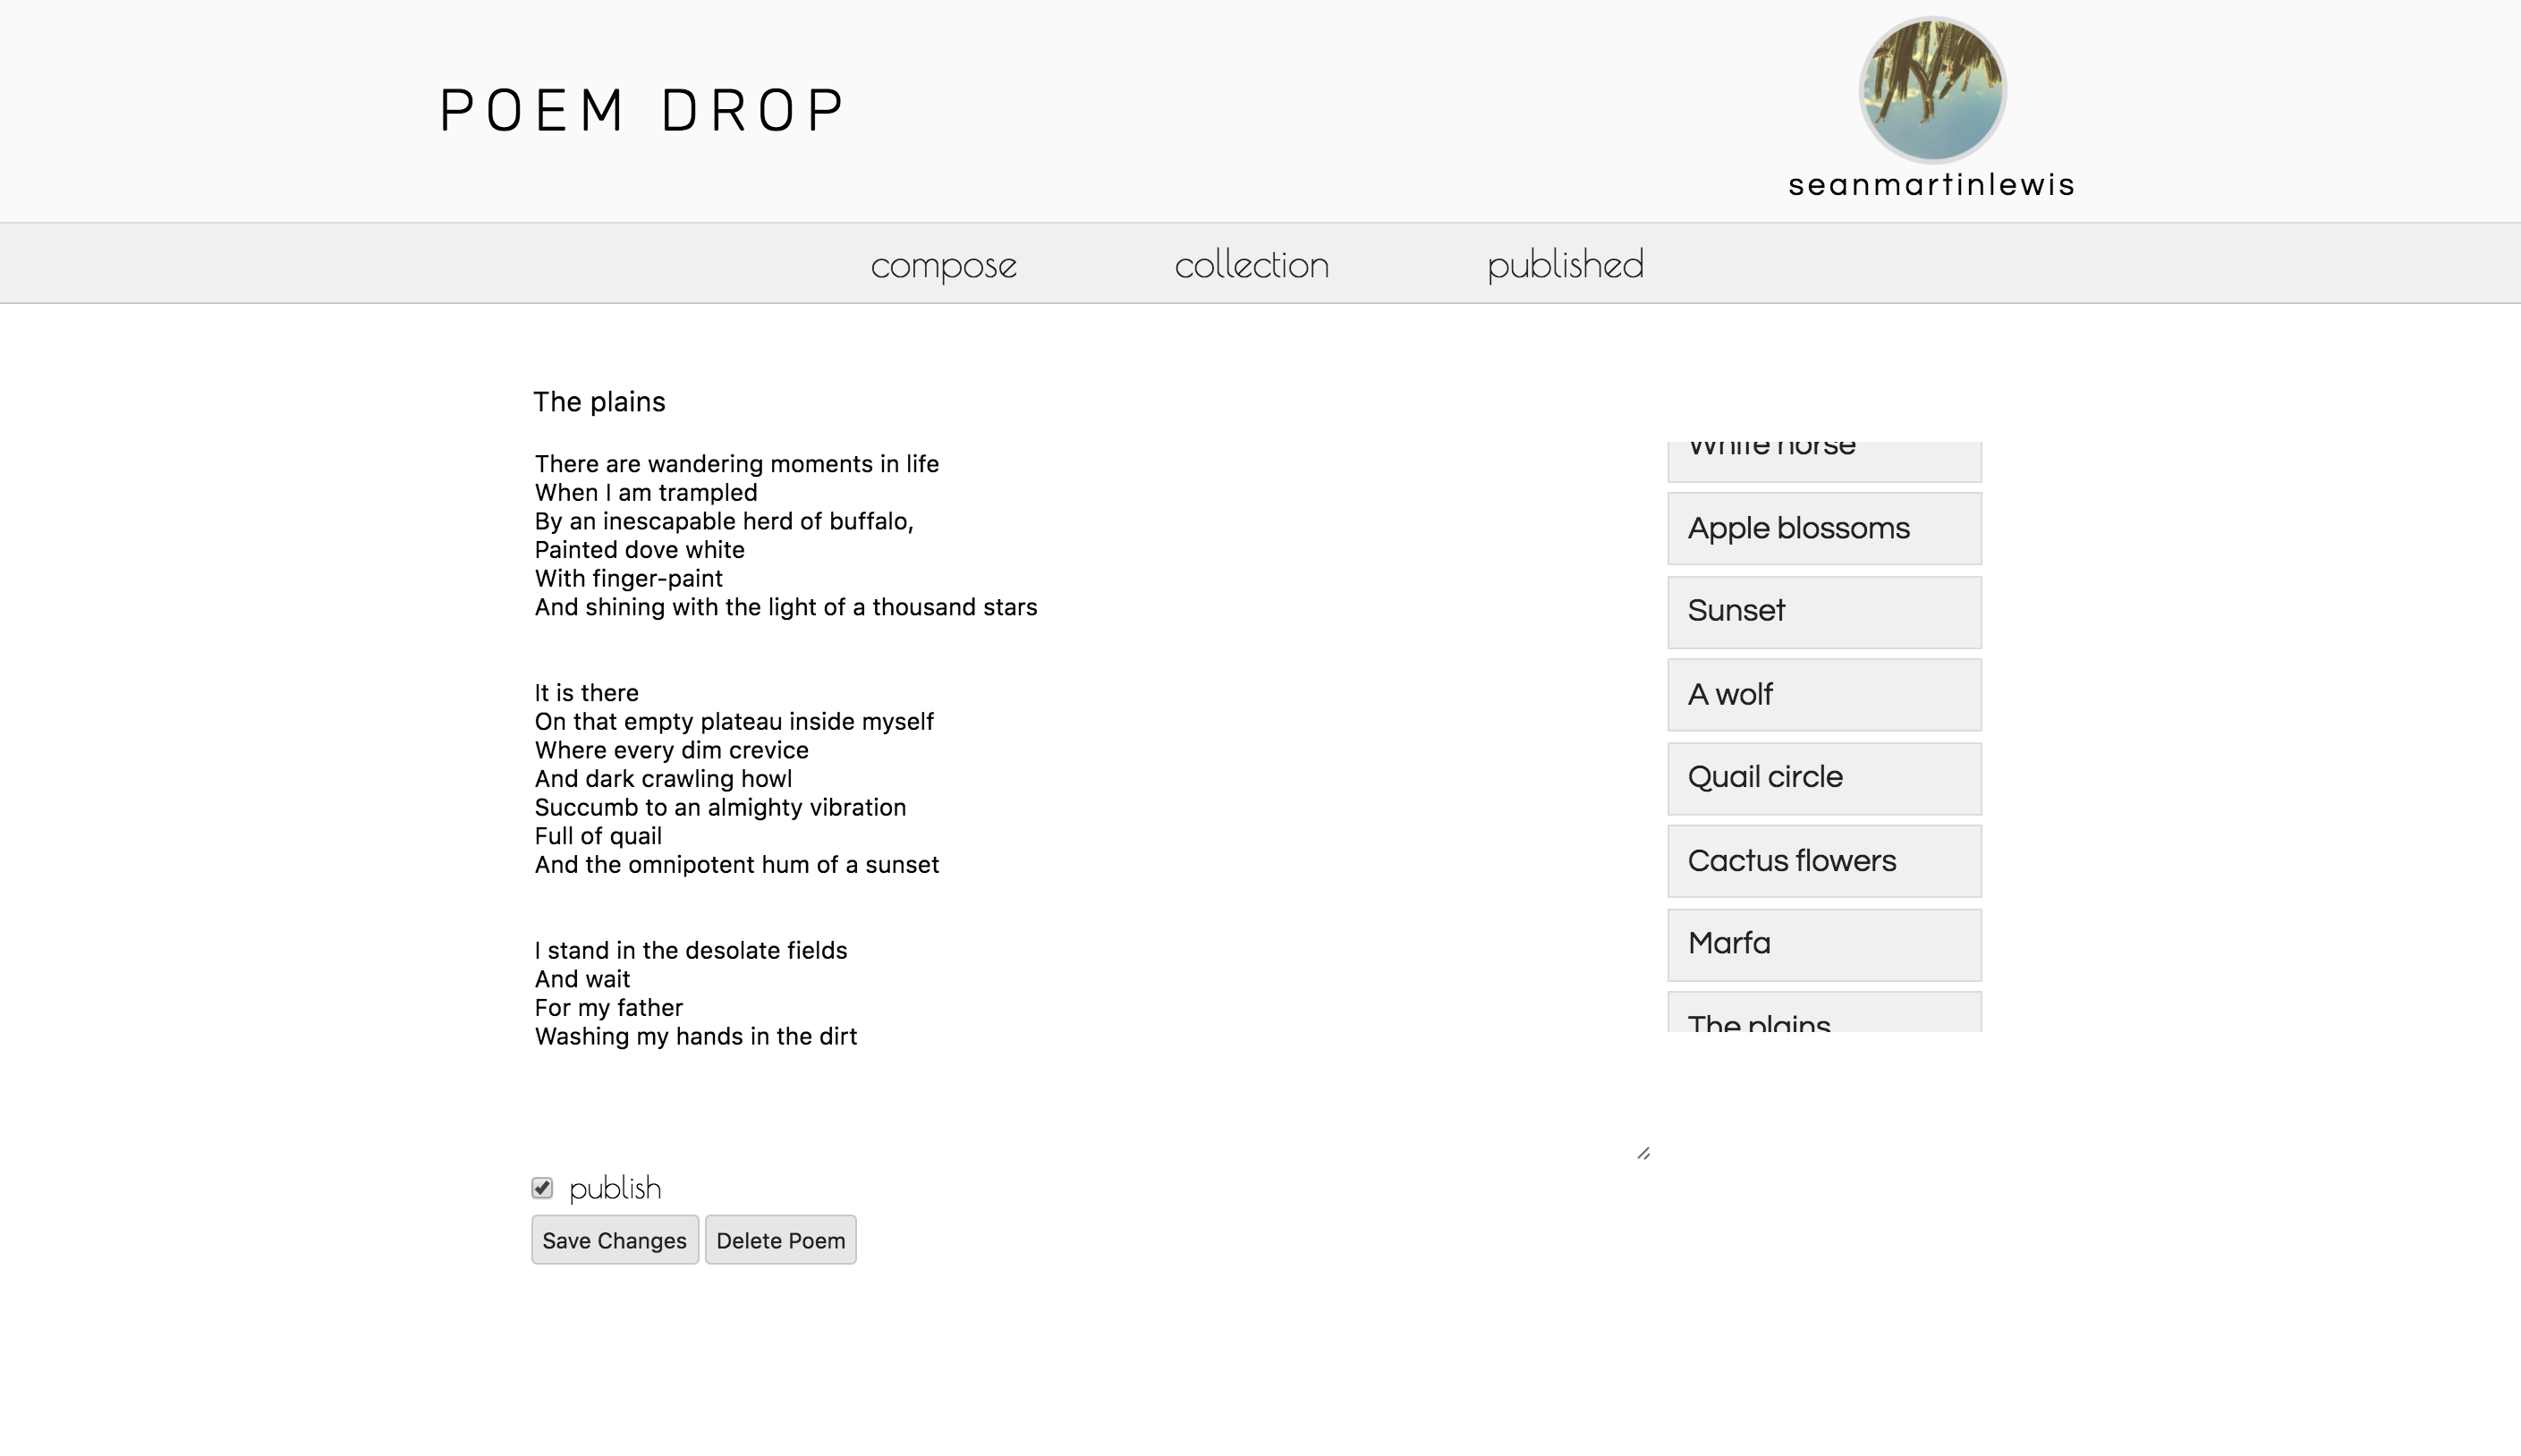 POEM DROP
seanmartinlewis
compose collection published
The plains
There are wandering moments in life
When I am trampled
By an inescapable herd of buffalo,
Painted dove white
With finger-paint
And shining with the light of a thousand stars
It is there
On that empty plateau inside myself
Where every dim crevice
And dark crawling howl
Succumb to an almighty vibration
Full of quail
And the omnipotent hum of a sunset
I stand in the desolate fields
And wait
For my father
Washing my hands in the dirt
publish
Save Changes Delete Poem
White horse
Apple blossoms
Sunset
A wolf
Quail circle
Cactus flowers
Marfa
The plains